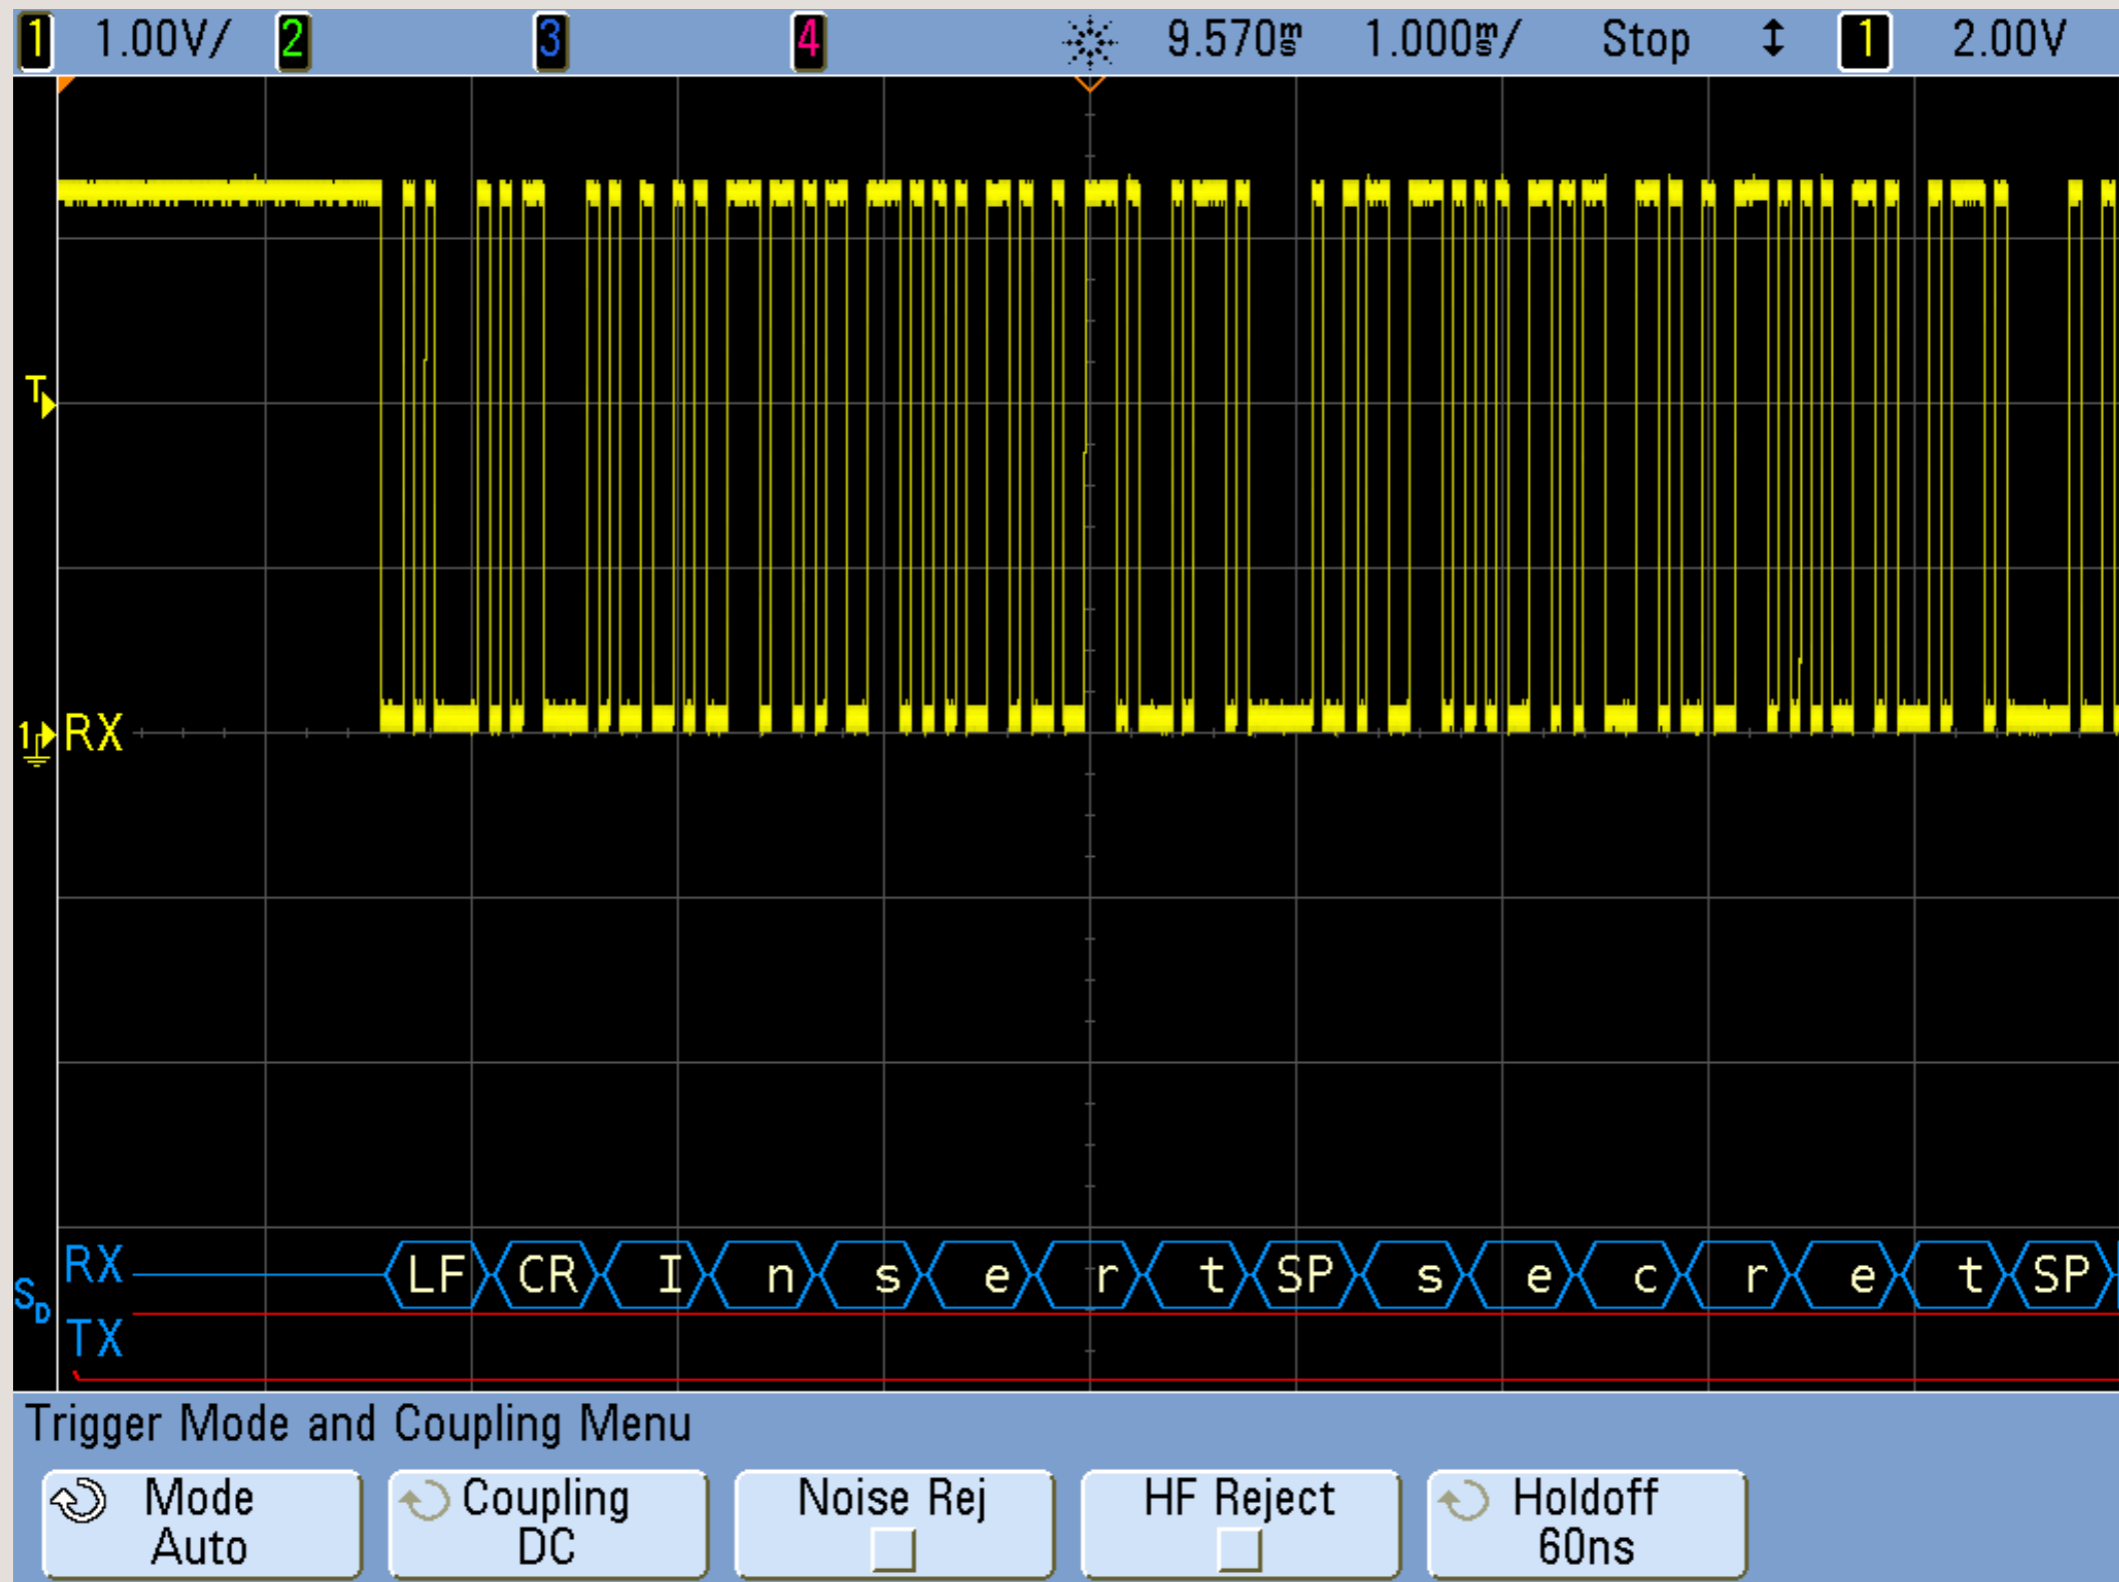 1 1.00V/ 2 3 4 9.570ms 1.000ms/ Stop ↕ 1 2.00V
T
1 RX
RX LF CR I n s e r t SP s e c r e t SP
SD
TX
Trigger Mode and Coupling Menu
Mode Coupling Noise Rej HF Reject Holdoff
Auto DC 60ns